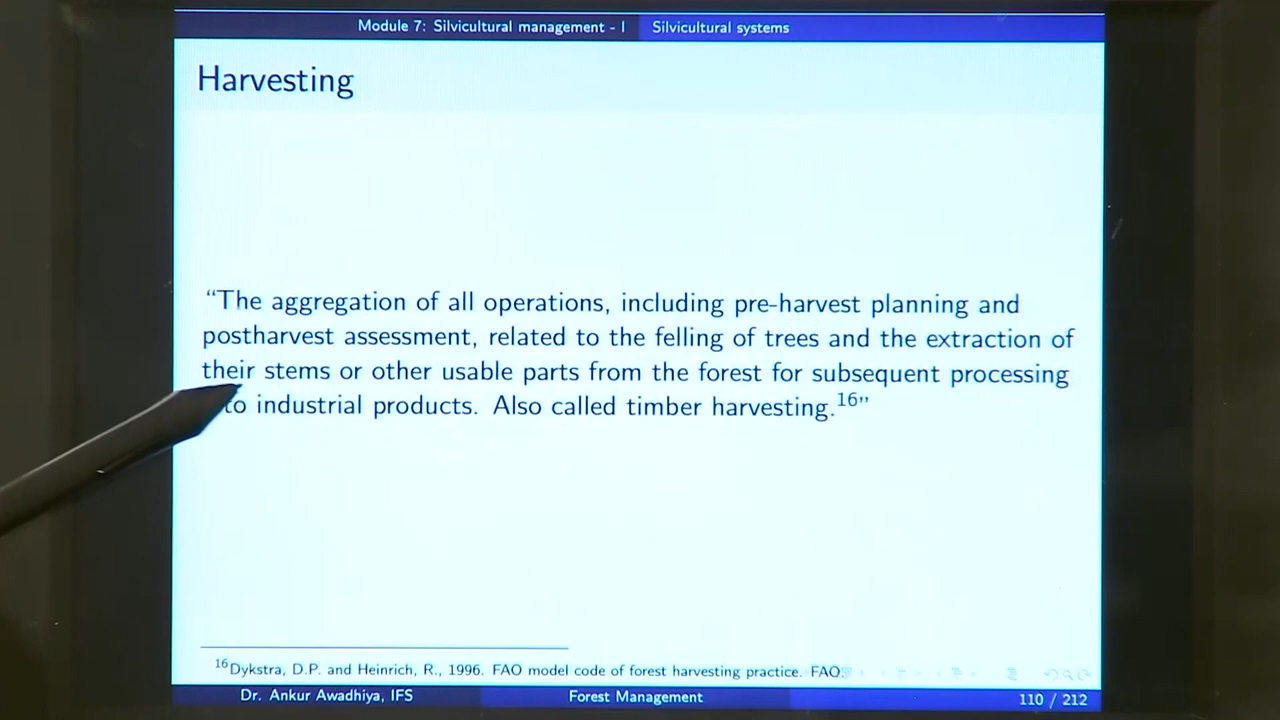 Module 7: Silvicultural management - I Silvicultural systems
Harvesting
“The aggregation of all operations, including pre-harvest planning and
postharvest assessment, related to the felling of trees and the extraction of
their stems or other usable parts from the forest for subsequent processing
to industrial products. Also called timber harvesting.16”
16Dykstra, D.P. and Heinrich, R., 1996. FAO model code of forest harvesting practice. FAO.
Dr. Ankur Awadhiya, IFS Forest Management 110 / 212